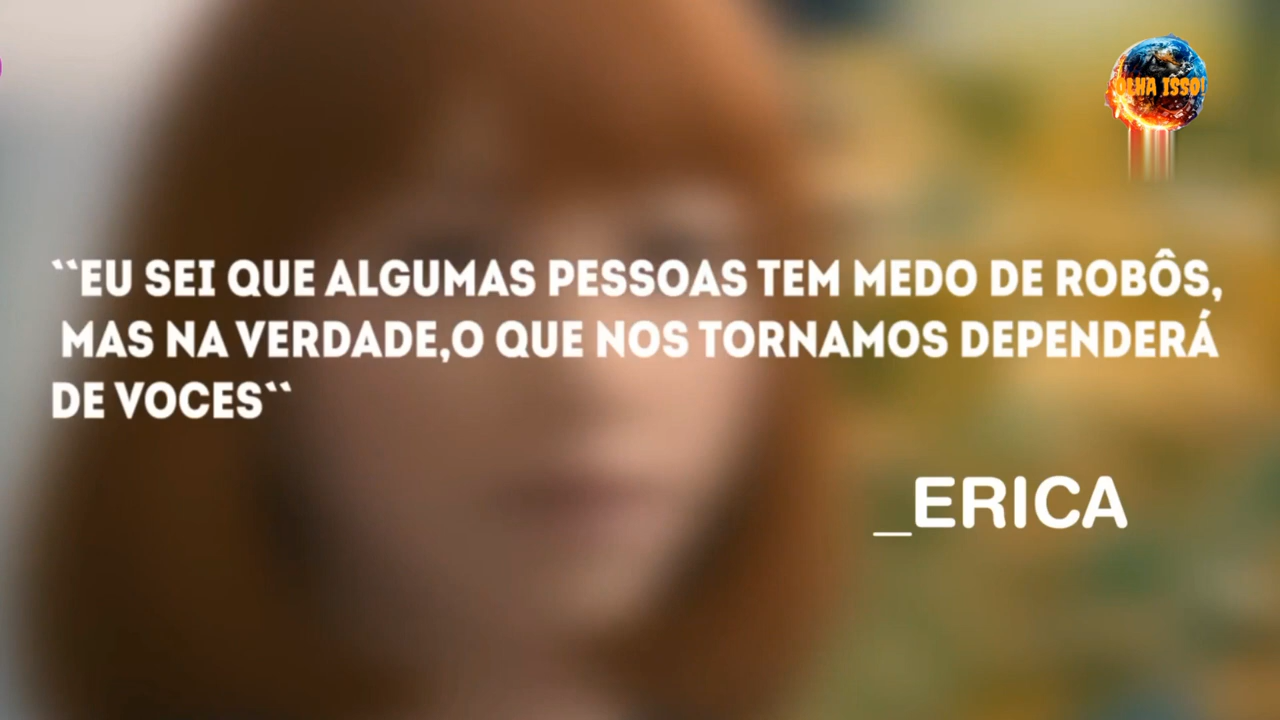 OLHA ISSO!
``EU SEI QUE ALGUMAS PESSOAS TEM MEDO DE ROBÔS,
MAS NA VERDADE,O QUE NOS TORNAMOS DEPENDERÁ
DE VOCES``
_ERICA